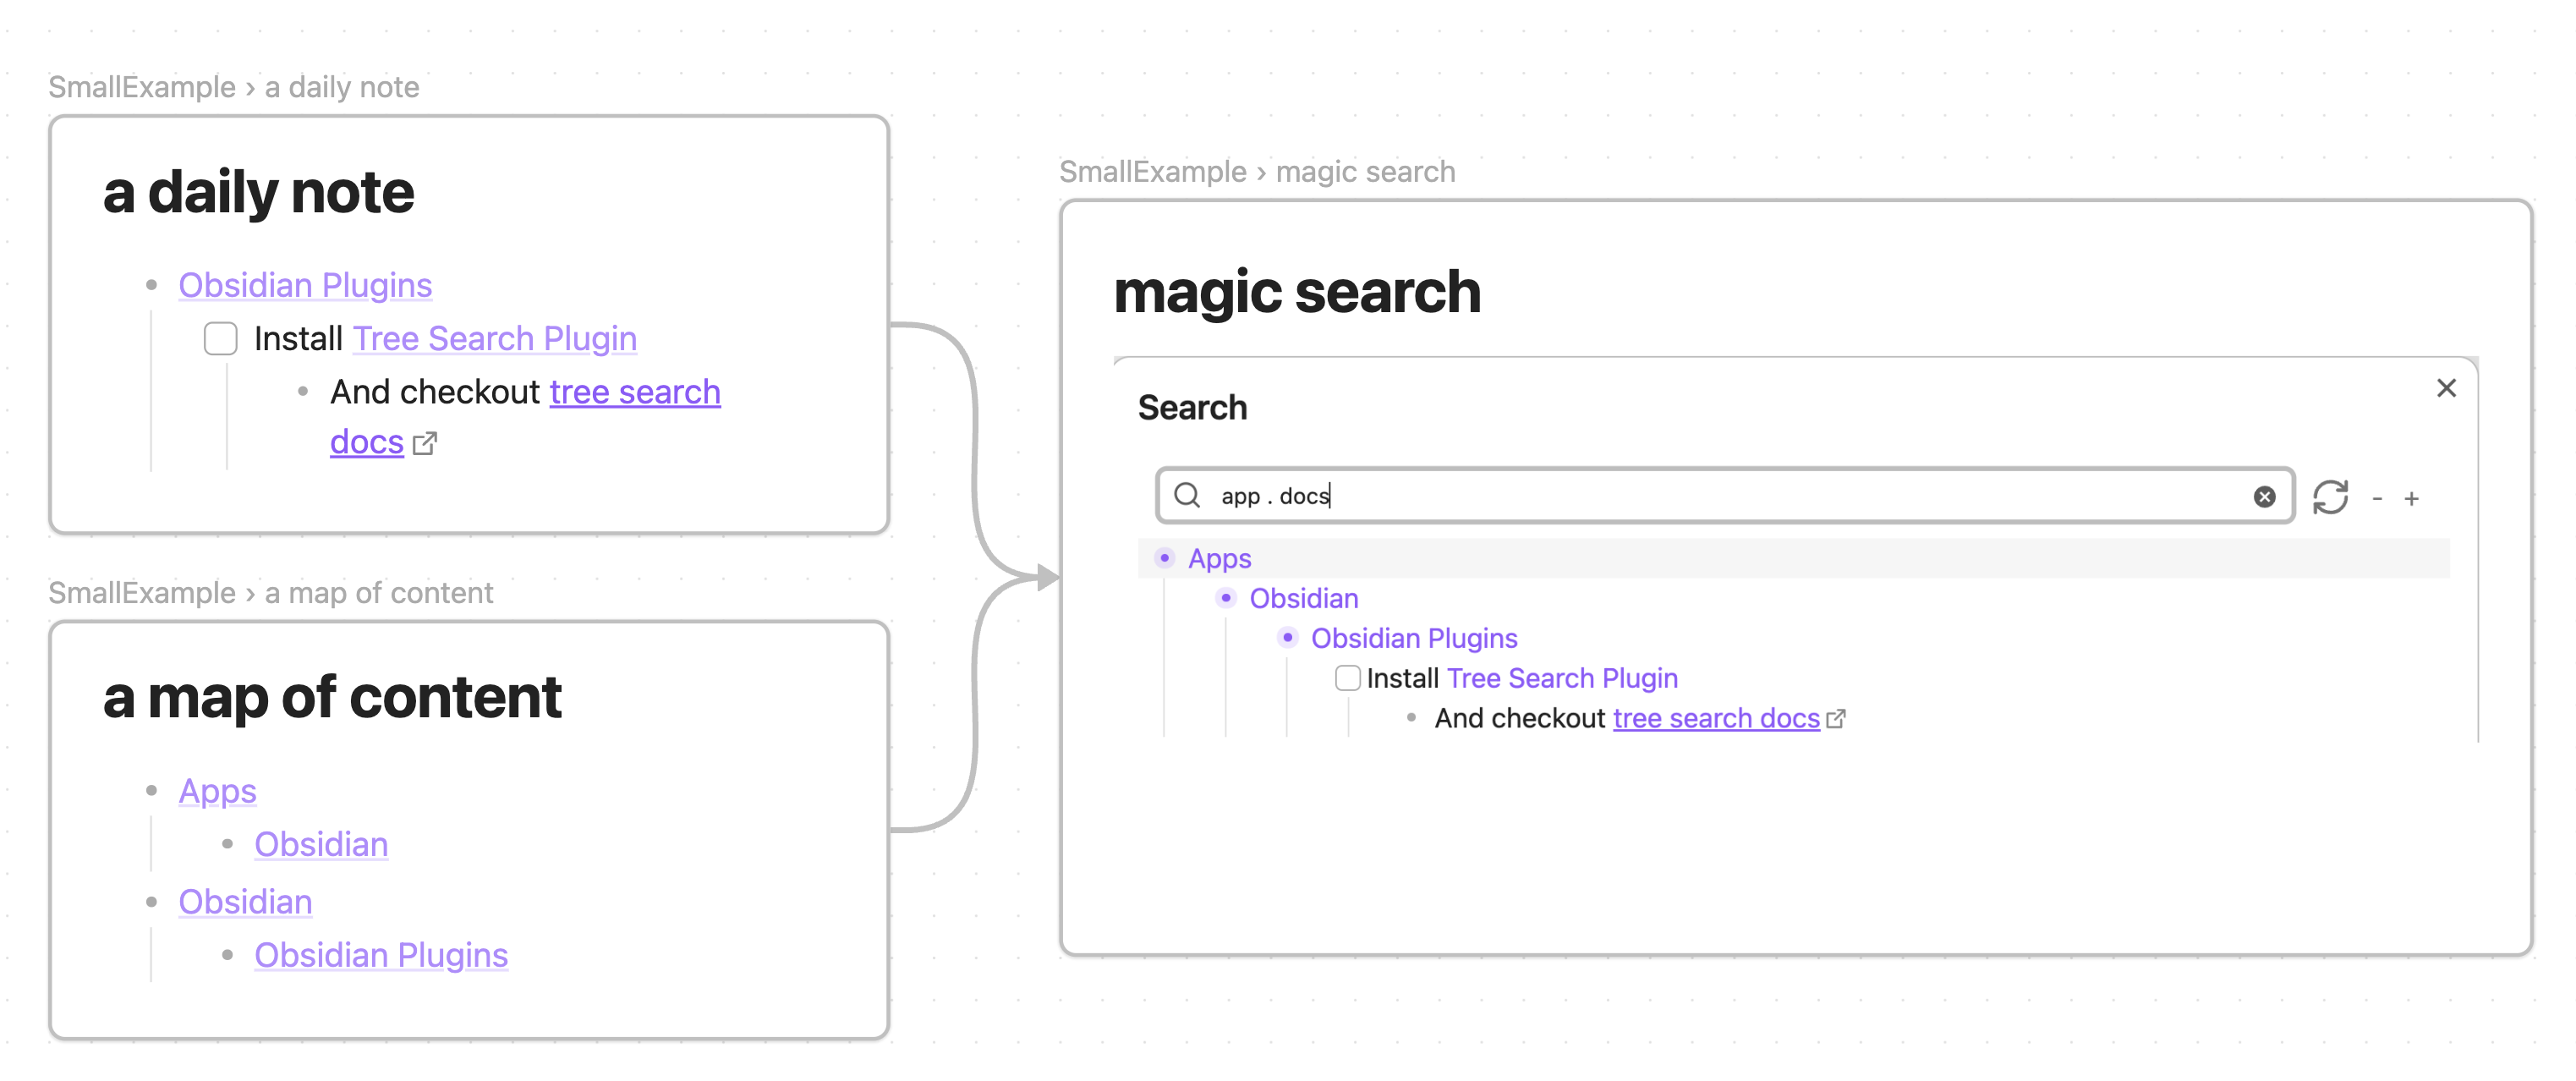 SmallExample › a daily note
a daily note
Obsidian Plugins
Install Tree Search Plugin
And checkout tree search
docs
SmallExample › a map of content
a map of content
Apps
Obsidian
Obsidian
Obsidian Plugins
SmallExample › magic search
magic search
Search
app . docs
- +
Apps
Obsidian
Obsidian Plugins
Install Tree Search Plugin
And checkout tree search docs